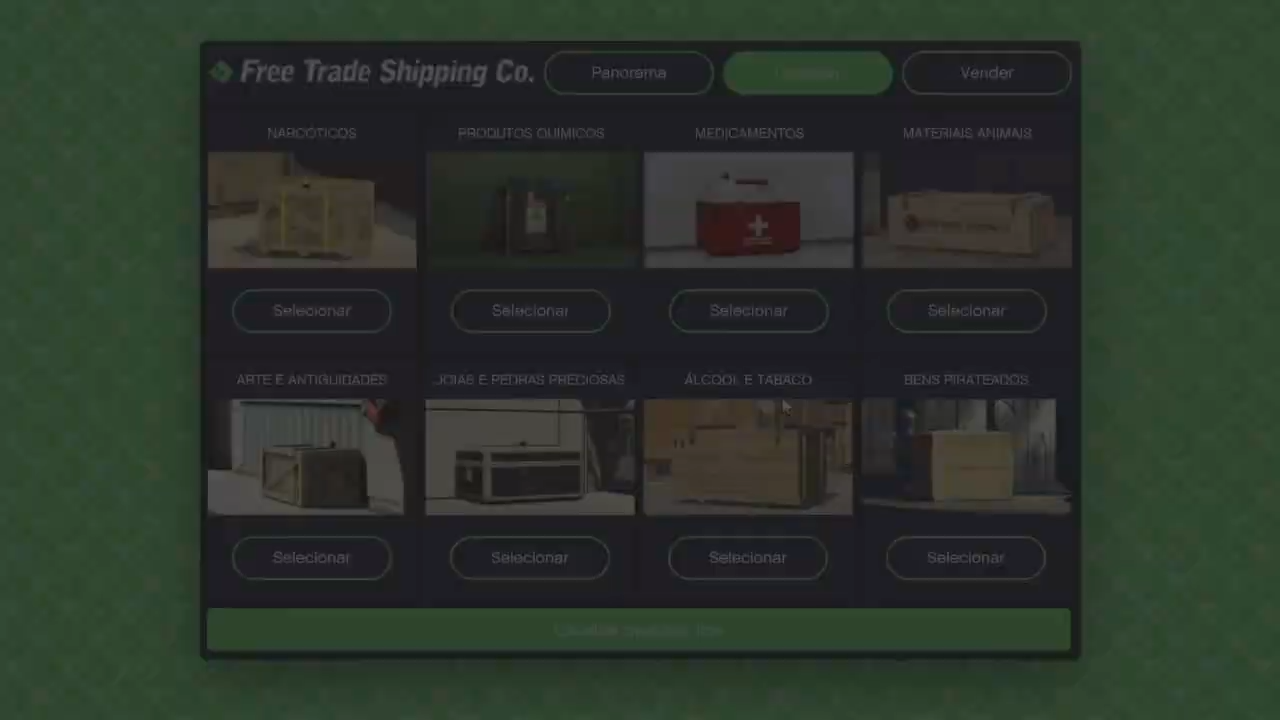 Free Trade Shipping Co.
Panorama
Vender
NARCÓTICOS
PRODUTOS QUÍMICOS
MEDICAMENTOS
MATERIAIS ANIMAIS
Selecionar
Selecionar
Selecionar
Selecionar
ARTE E ANTIGUIDADES
JOIAS E PEDRAS PRECIOSAS
ÁLCOOL E TABACO
BENS PIRATEADOS
Selecionar
Selecionar
Selecionar
Selecionar